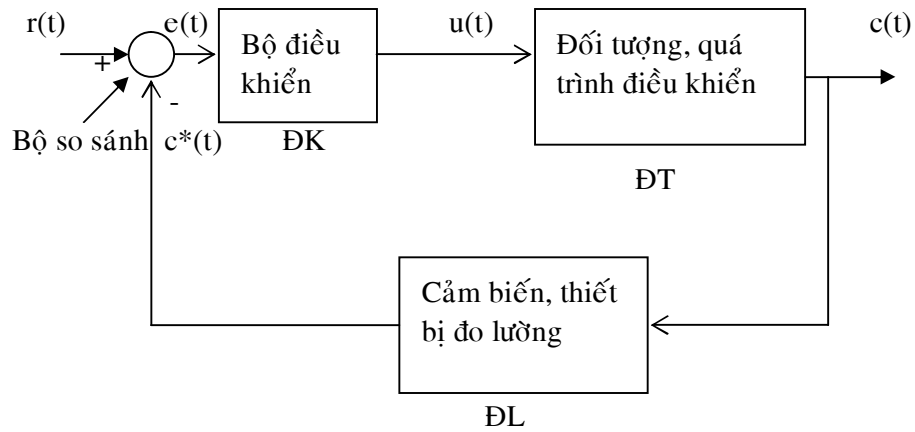 r(t)
e(t)
Bộ điều
khiển
u(t)
Đối tượng, quá
trình điều khiển
c(t)
+
-
Bộ so sánh
c*(t)
ĐK
ĐT
Cảm biến, thiết
bị đo lường
ĐL